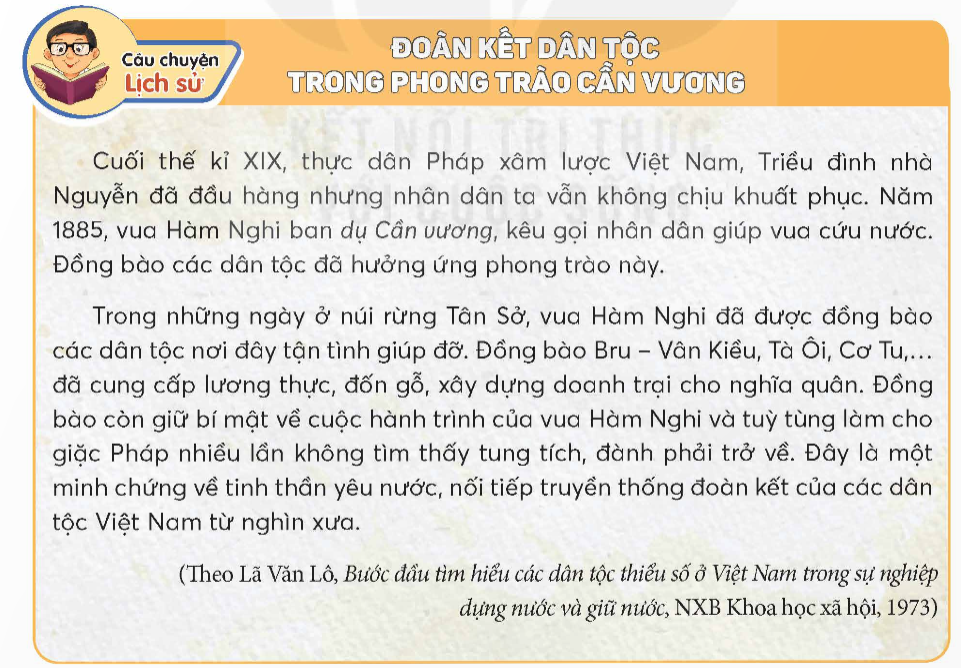 Câu chuyện
Lịch sử
ĐOÀN KẾT DÂN TỘC
TRONG PHONG TRÀO CẦN VƯƠNG
KẾT NỐI TRI THỨC
Cuối thế kỉ XIX, thực dân Pháp xâm lược Việt Nam, Triều đình nhà
Nguyễn đã đầu hàng nhưng nhân dân ta vẫn không chịu khuất phục. Năm
1885, vua Hàm Nghi ban dụ Cần vương, kêu gọi nhân dân giúp vua cứu nước.
Đồng bào các dân tộc đã hưởng ứng phong trào này.
Trong những ngày ở núi rừng Tân Sở, vua Hàm Nghi đã được đồng bào
các dân tộc nơi đây tận tình giúp đỡ. Đồng bào Bru – Vân Kiều, Tà Ôi, Cơ Tu,...
đã cung cấp lương thực, đốn gỗ, xây dựng doanh trại cho nghĩa quân. Đồng
bào còn giữ bí mật về cuộc hành trình của vua Hàm Nghi và tuỳ tùng làm cho
giặc Pháp nhiều lần không tìm thấy tung tích, đành phải trở về. Đây là một
minh chứng về tinh thần yêu nước, nối tiếp truyền thống đoàn kết của các dân
tộc Việt Nam từ nghìn xưa.
(Theo Lã Văn Lô, Bước đầu tìm hiểu các dân tộc thiểu số ở Việt Nam trong sự nghiệp
dựng nước và giữ nước, NXB Khoa học xã hội, 1973)